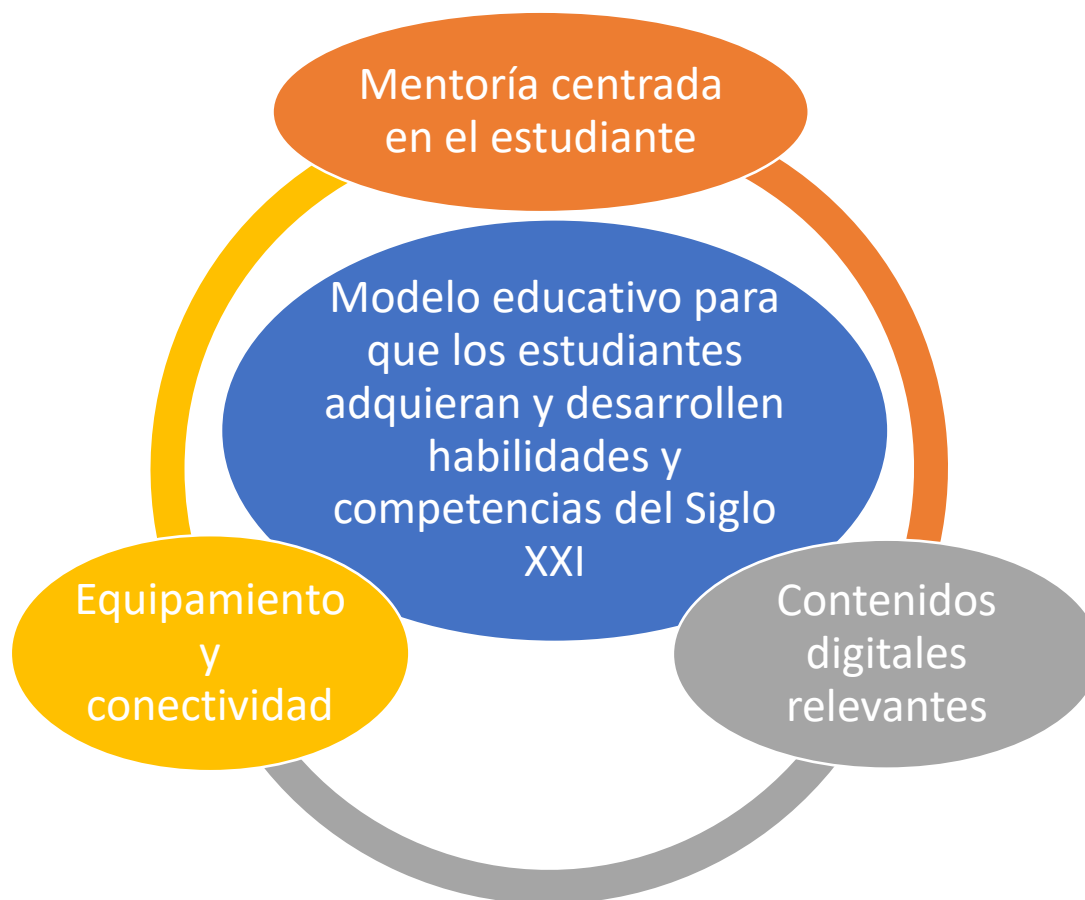 Mentoría centrada
en el estudiante
Modelo educativo para
que los estudiantes
adquieran y desarrollen
habilidades y
competencias del Siglo
XXI
Equipamiento
y
conectividad
Contenidos
digitales
relevantes